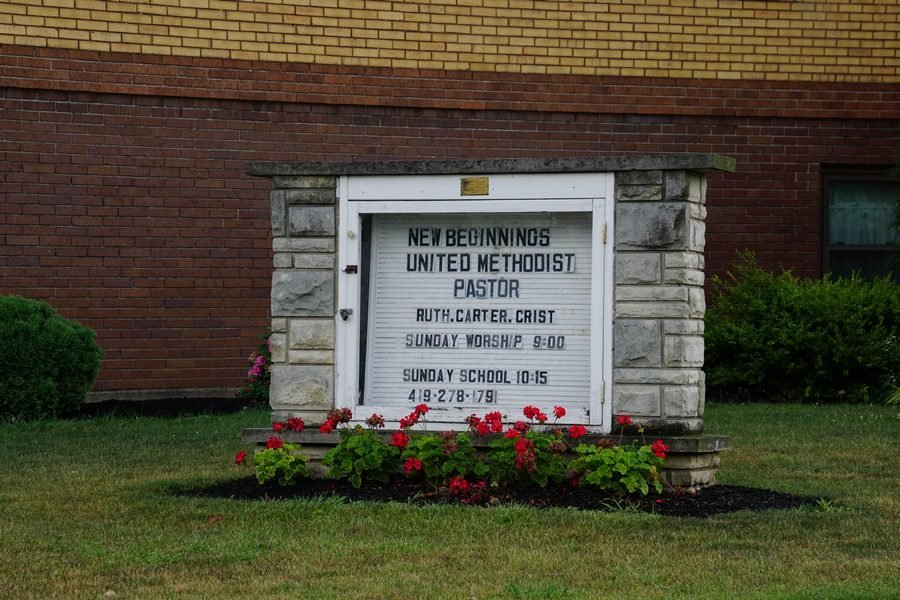 NEW BEGINNINGS
UNITED METHODIST
PASTOR
RUTH.CARTER.CRIST
SUNDAY WORSHIP 9:00
SUNDAY SCHOOL 10-15
419-278-1791